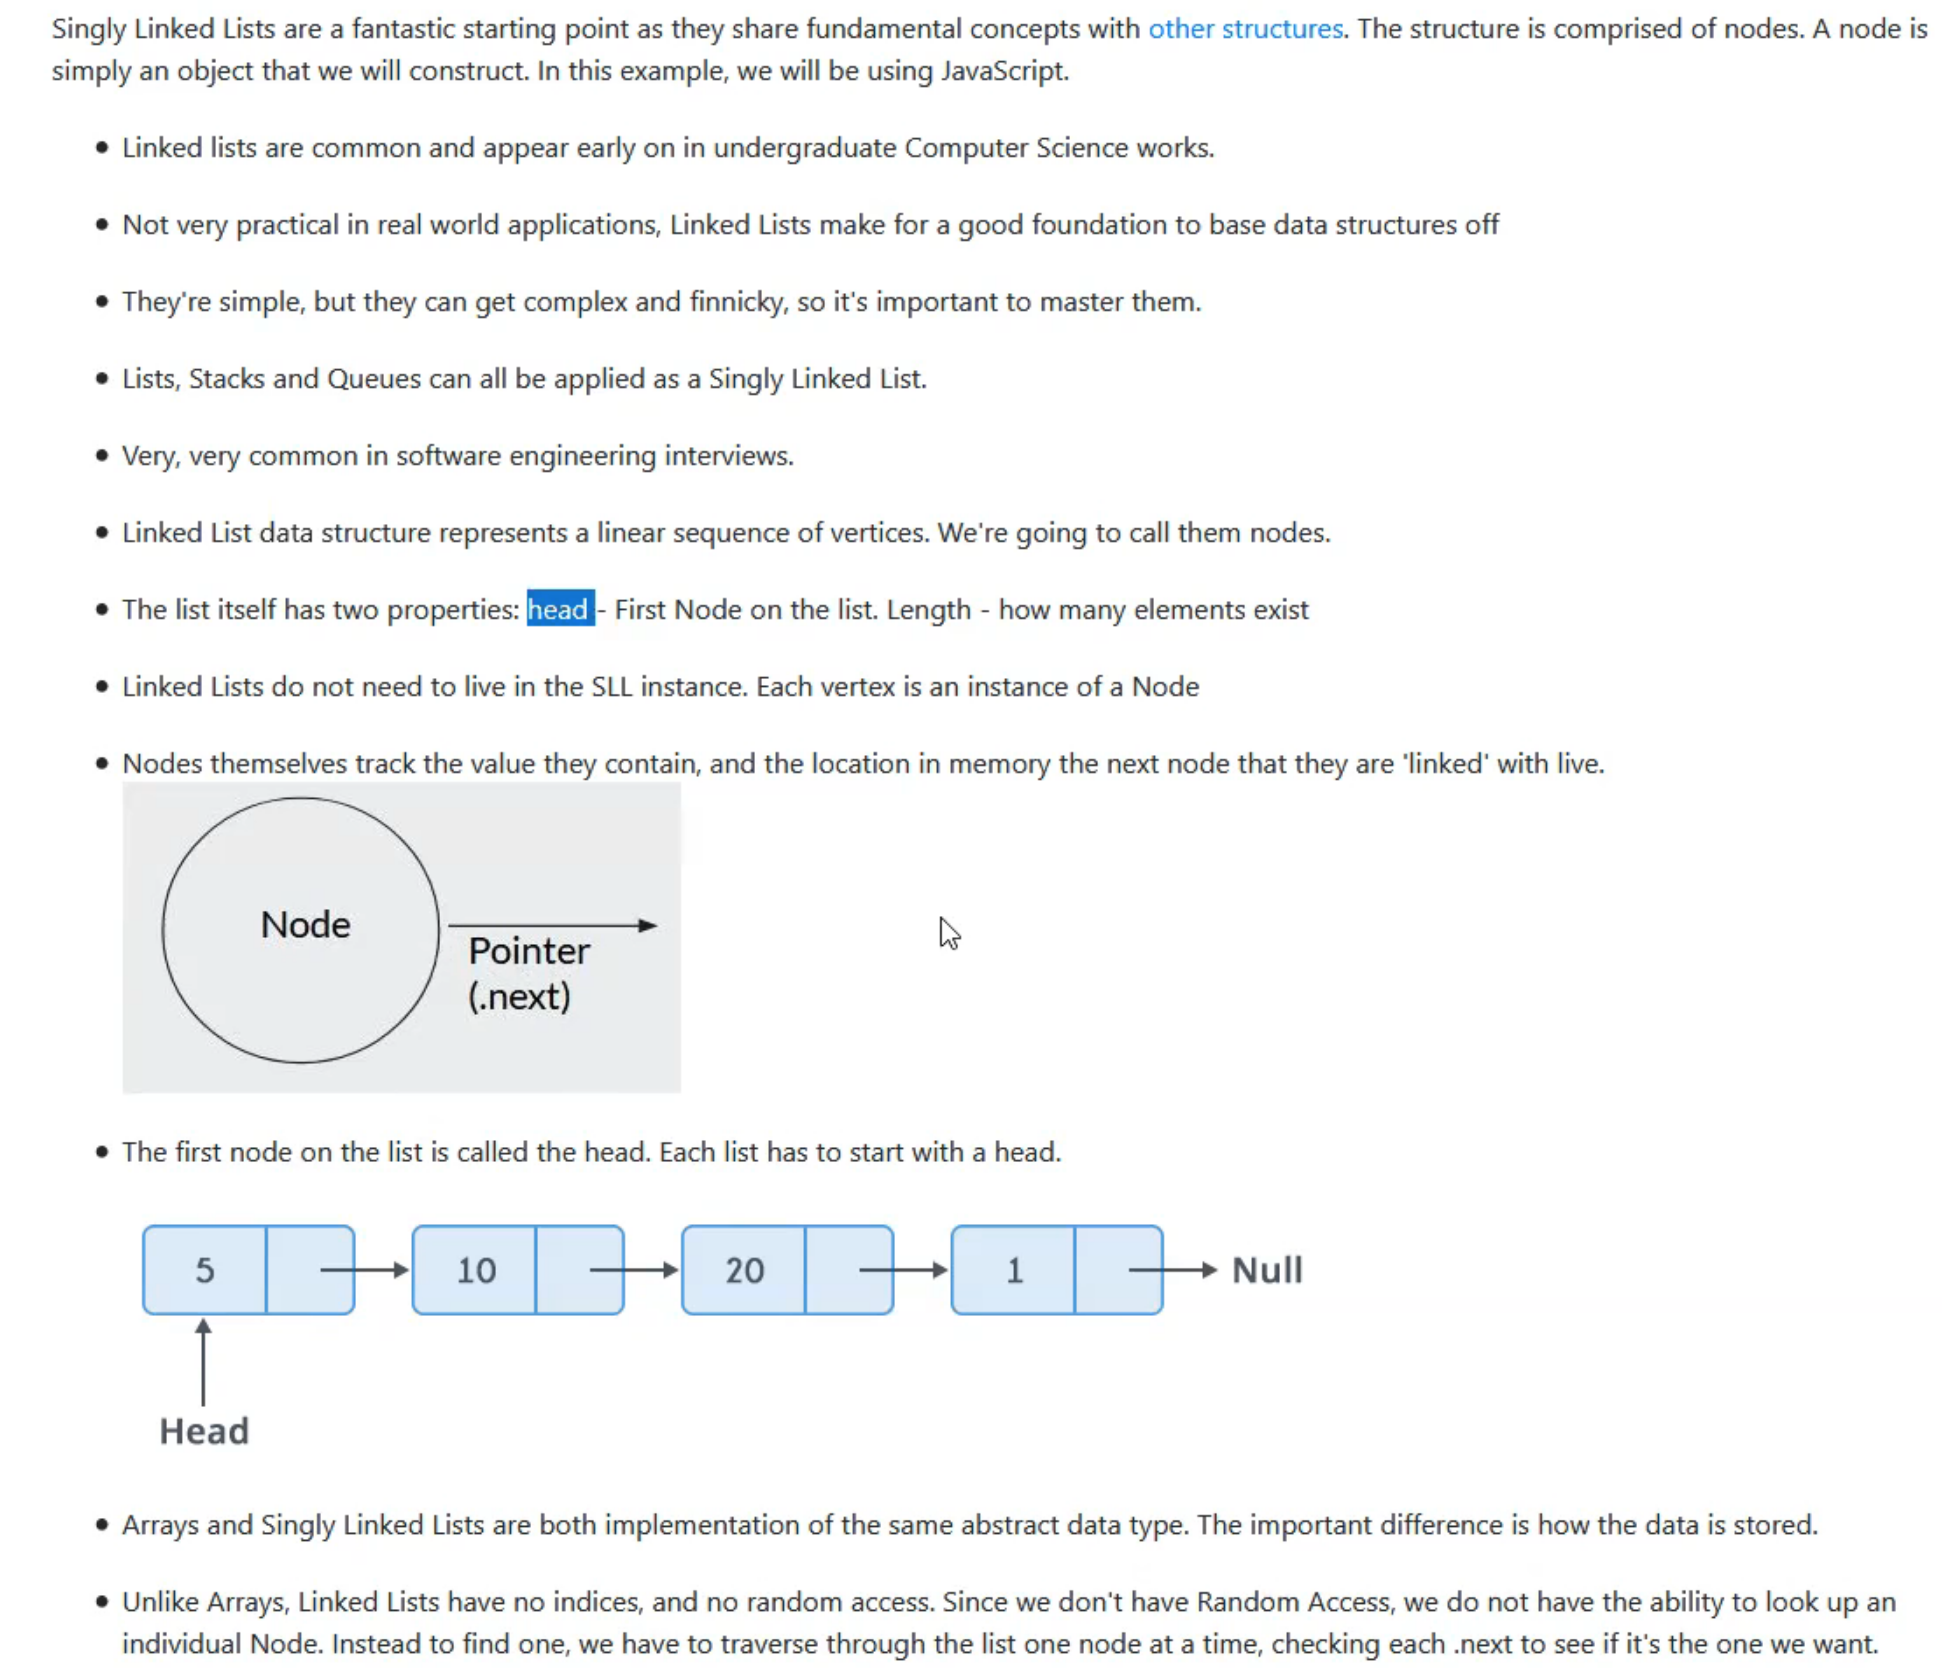 Singly Linked Lists are a fantastic starting point as they share fundamental concepts with other structures. The structure is comprised of nodes. A node is
simply an object that we will construct. In this example, we will be using JavaScript.
Linked lists are common and appear early on in undergraduate Computer Science works.
Not very practical in real world applications, Linked Lists make for a good foundation to base data structures off
They're simple, but they can get complex and finnicky, so it's important to master them.
Lists, Stacks and Queues can all be applied as a Singly Linked List.
Very, very common in software engineering interviews.
Linked List data structure represents a linear sequence of vertices. We're going to call them nodes.
The list itself has two properties: head - First Node on the list. Length - how many elements exist
Linked Lists do not need to live in the SLL instance. Each vertex is an instance of a Node
Nodes themselves track the value they contain, and the location in memory the next node that they are 'linked' with live.
Node
Pointer
(.next)
The first node on the list is called the head. Each list has to start with a head.
5 10 20 1 Null
Head
Arrays and Singly Linked Lists are both implementation of the same abstract data type. The important difference is how the data is stored.
Unlike Arrays, Linked Lists have no indices, and no random access. Since we don't have Random Access, we do not have the ability to look up an
individual Node. Instead to find one, we have to traverse through the list one node at a time, checking each .next to see if it's the one we want.